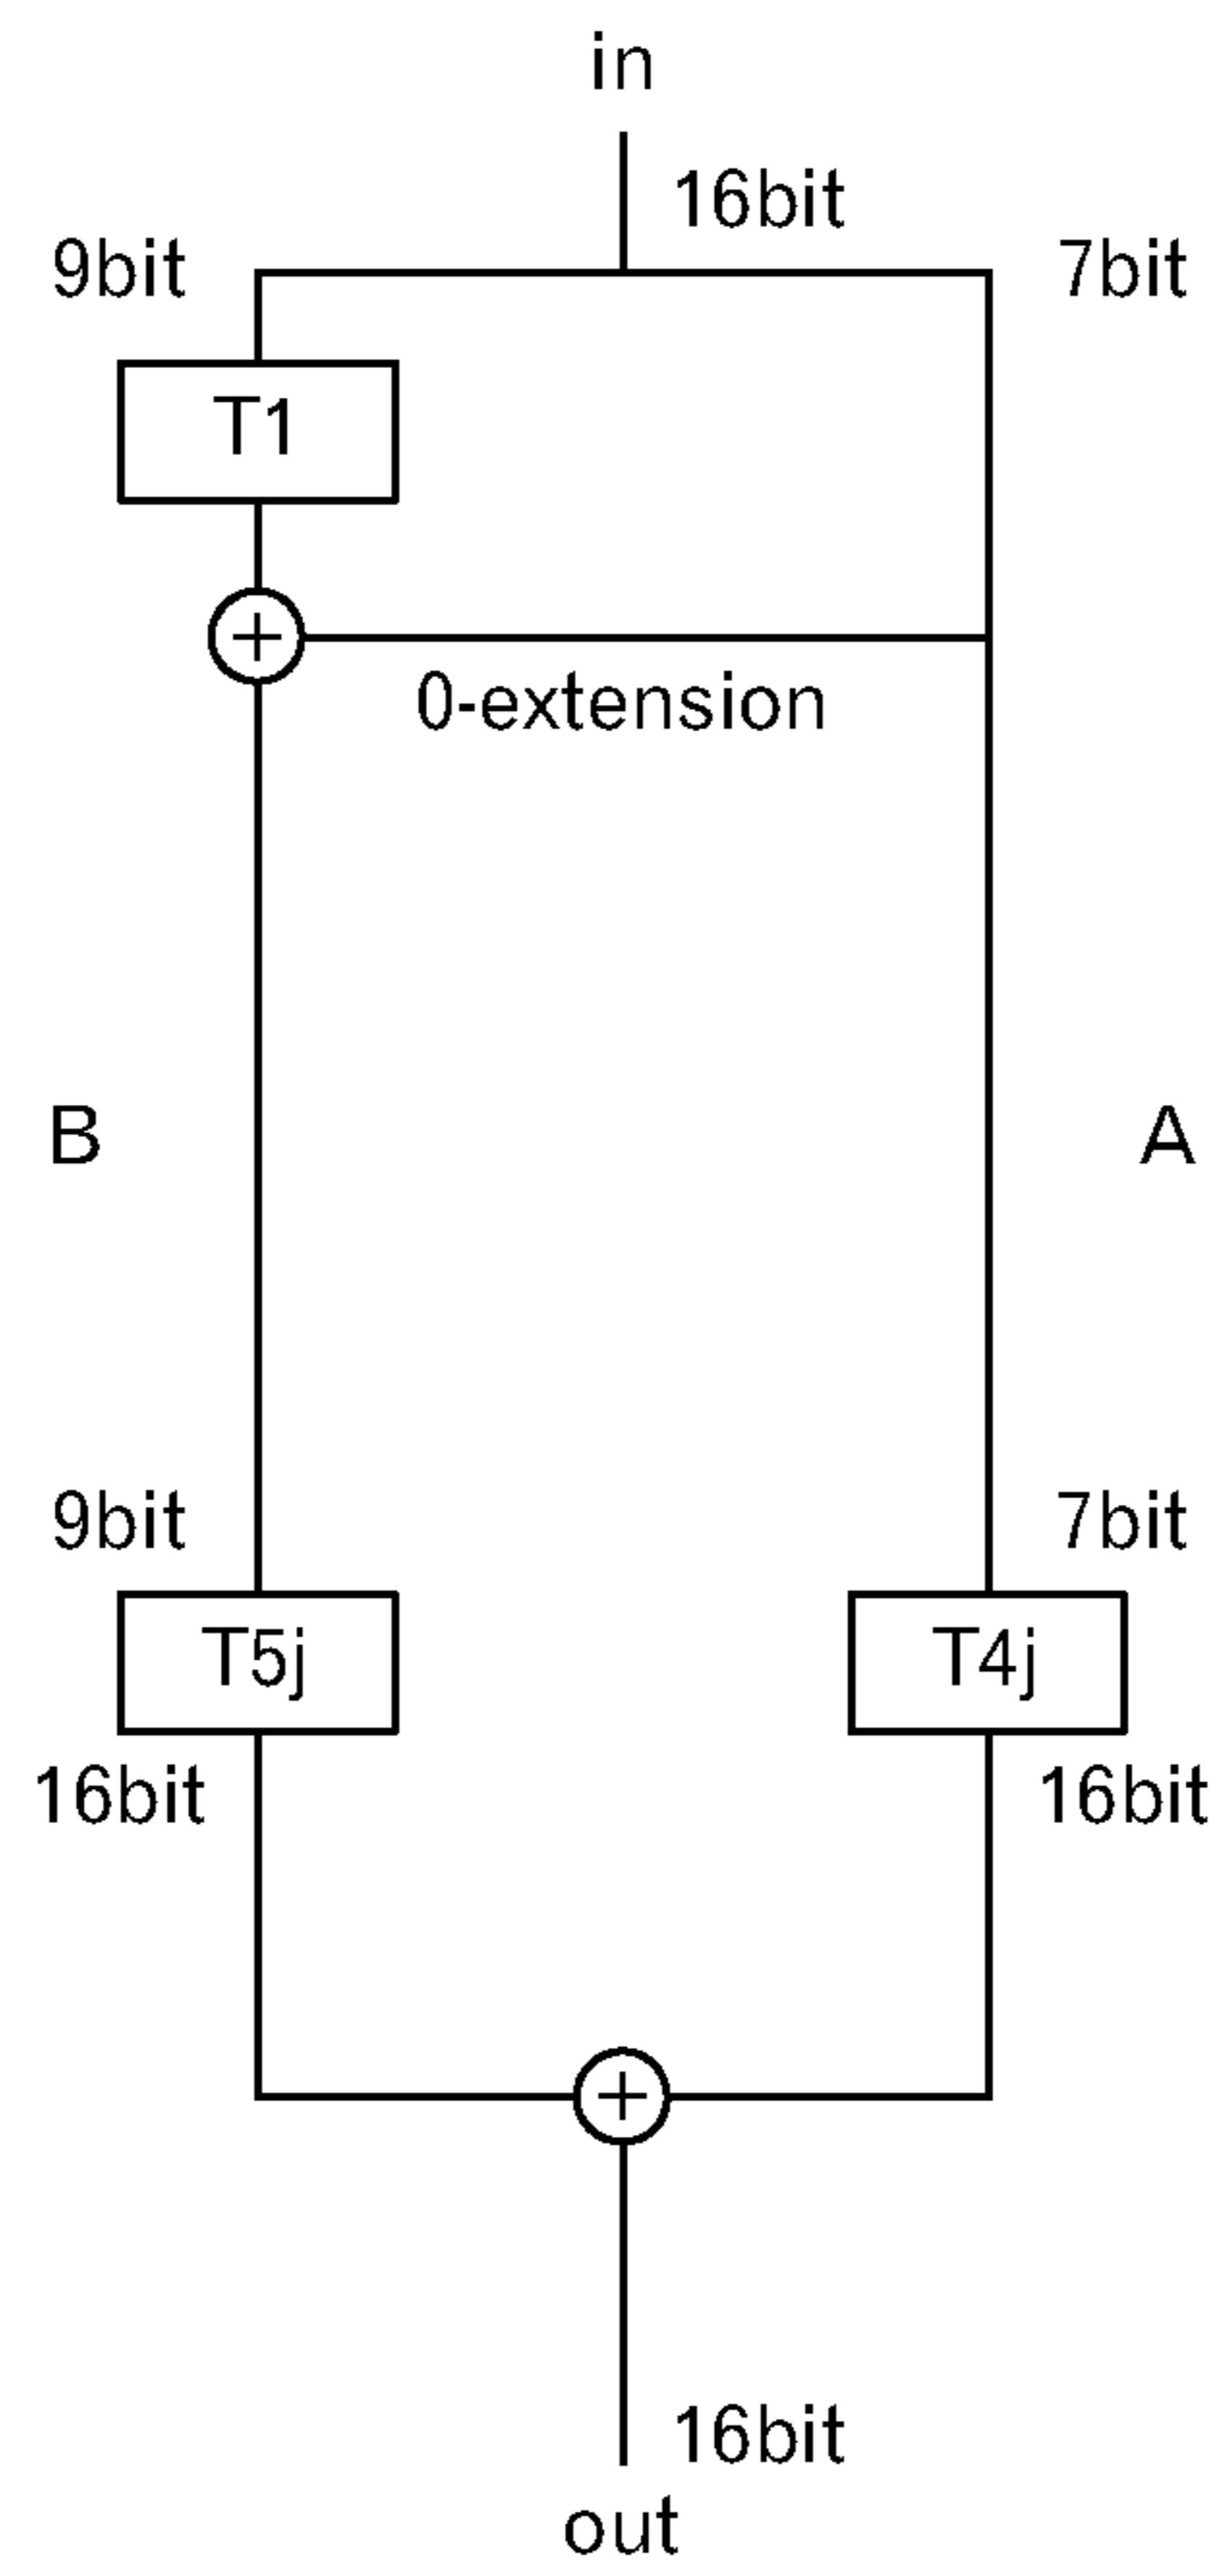 in
16bit
9bit
7bit
T1
+
0-extension
B
A
9bit
7bit
T5j
T4j
16bit
16bit
+
16bit
out